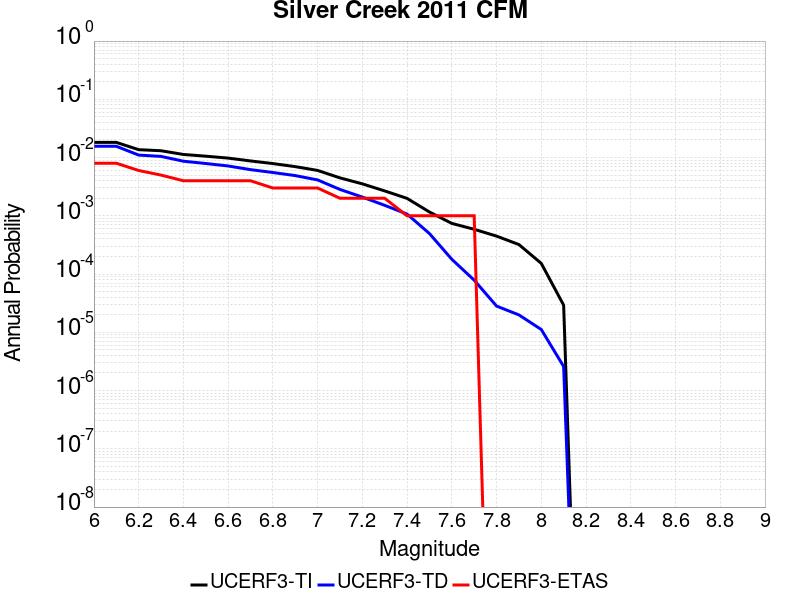 Silver Creek 2011 CFM
10^0
10^-1
10^-2
10^-3
10^-4
10^-5
10^-6
10^-7
10^-8
Annual Probability
6 6.2 6.4 6.6 6.8 7 7.2 7.4 7.6 7.8 8 8.2 8.4 8.6 8.8 9
Magnitude
UCERF3-TI UCERF3-TD UCERF3-ETAS